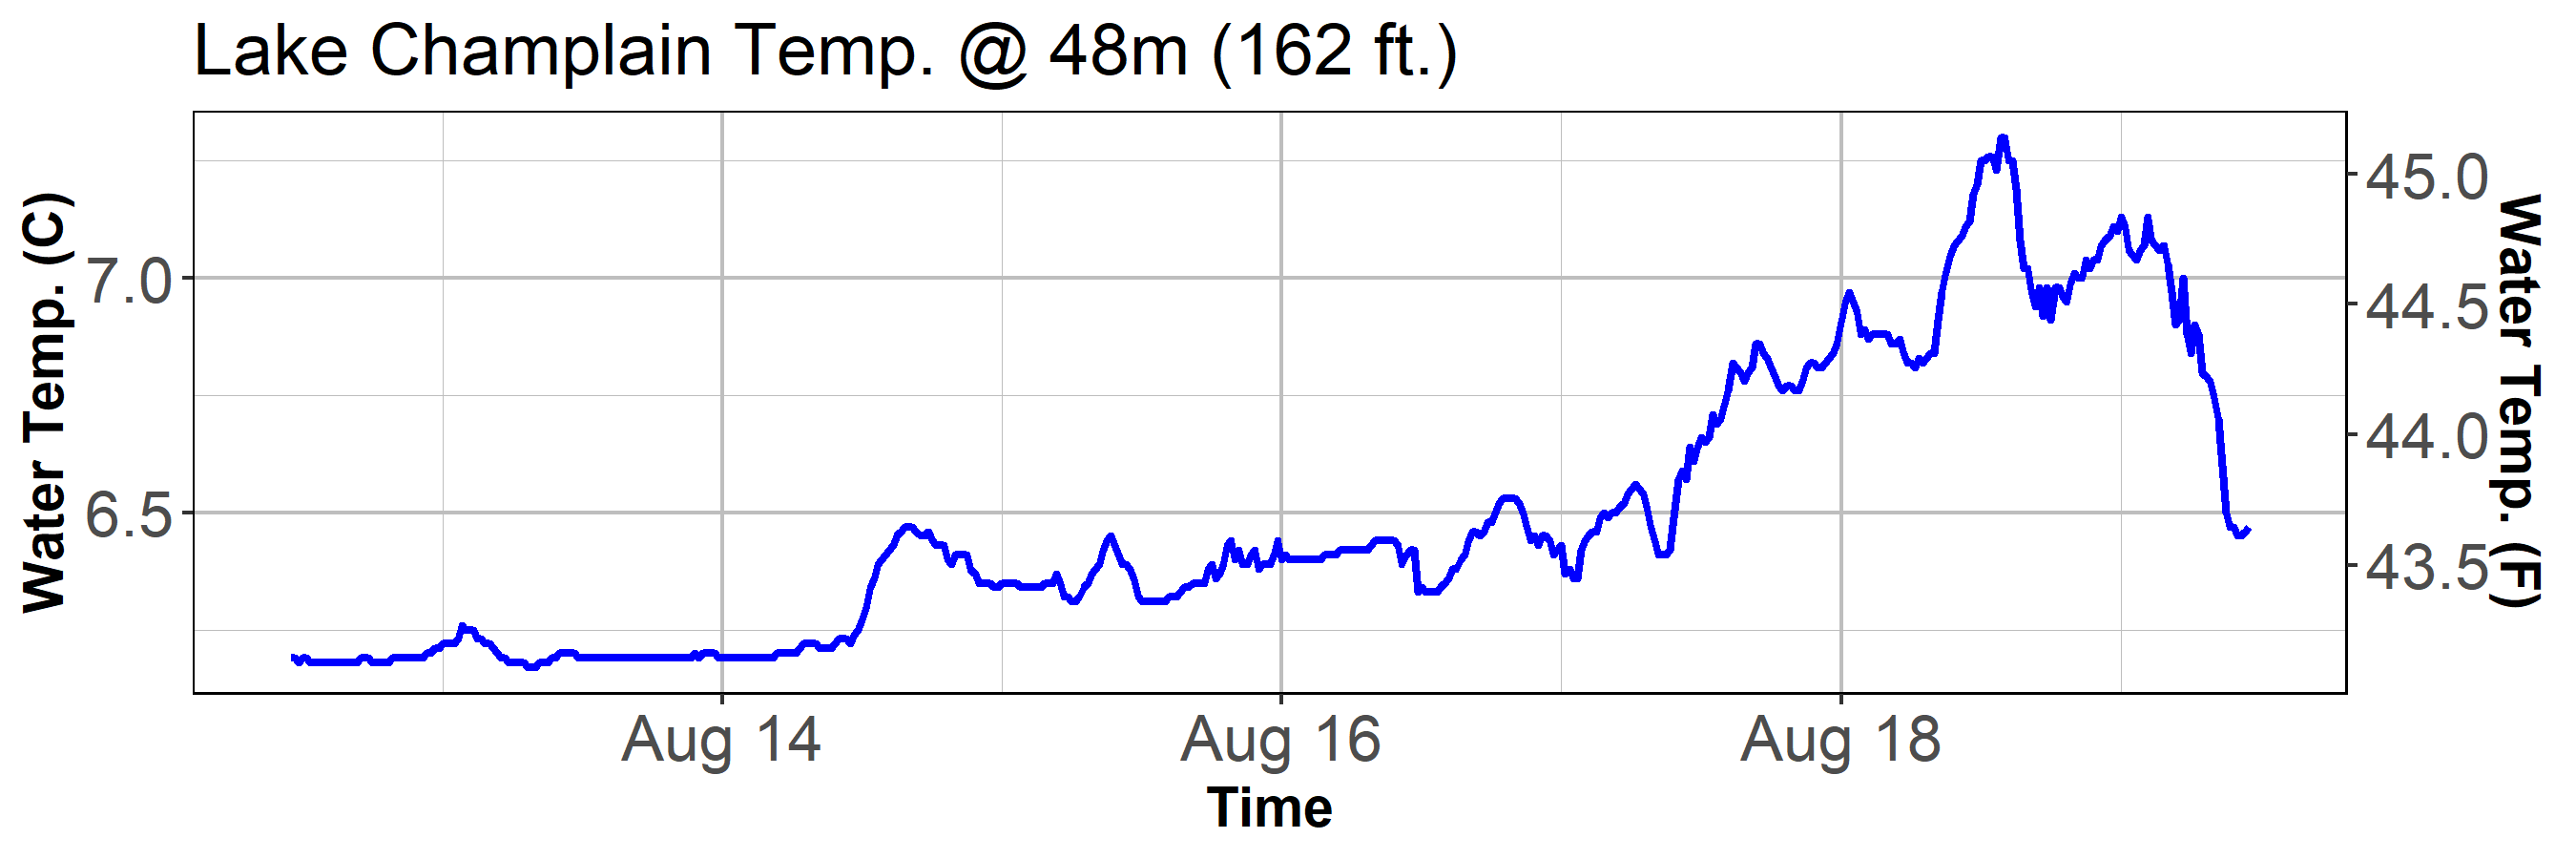 Lake Champlain Temp. @ 48m (162 ft.)
Water Temp. (C)
7.0
6.5
45.0
44.5
44.0
43.5
Water Temp. (F)
Aug 14
Aug 16
Aug 18
Time